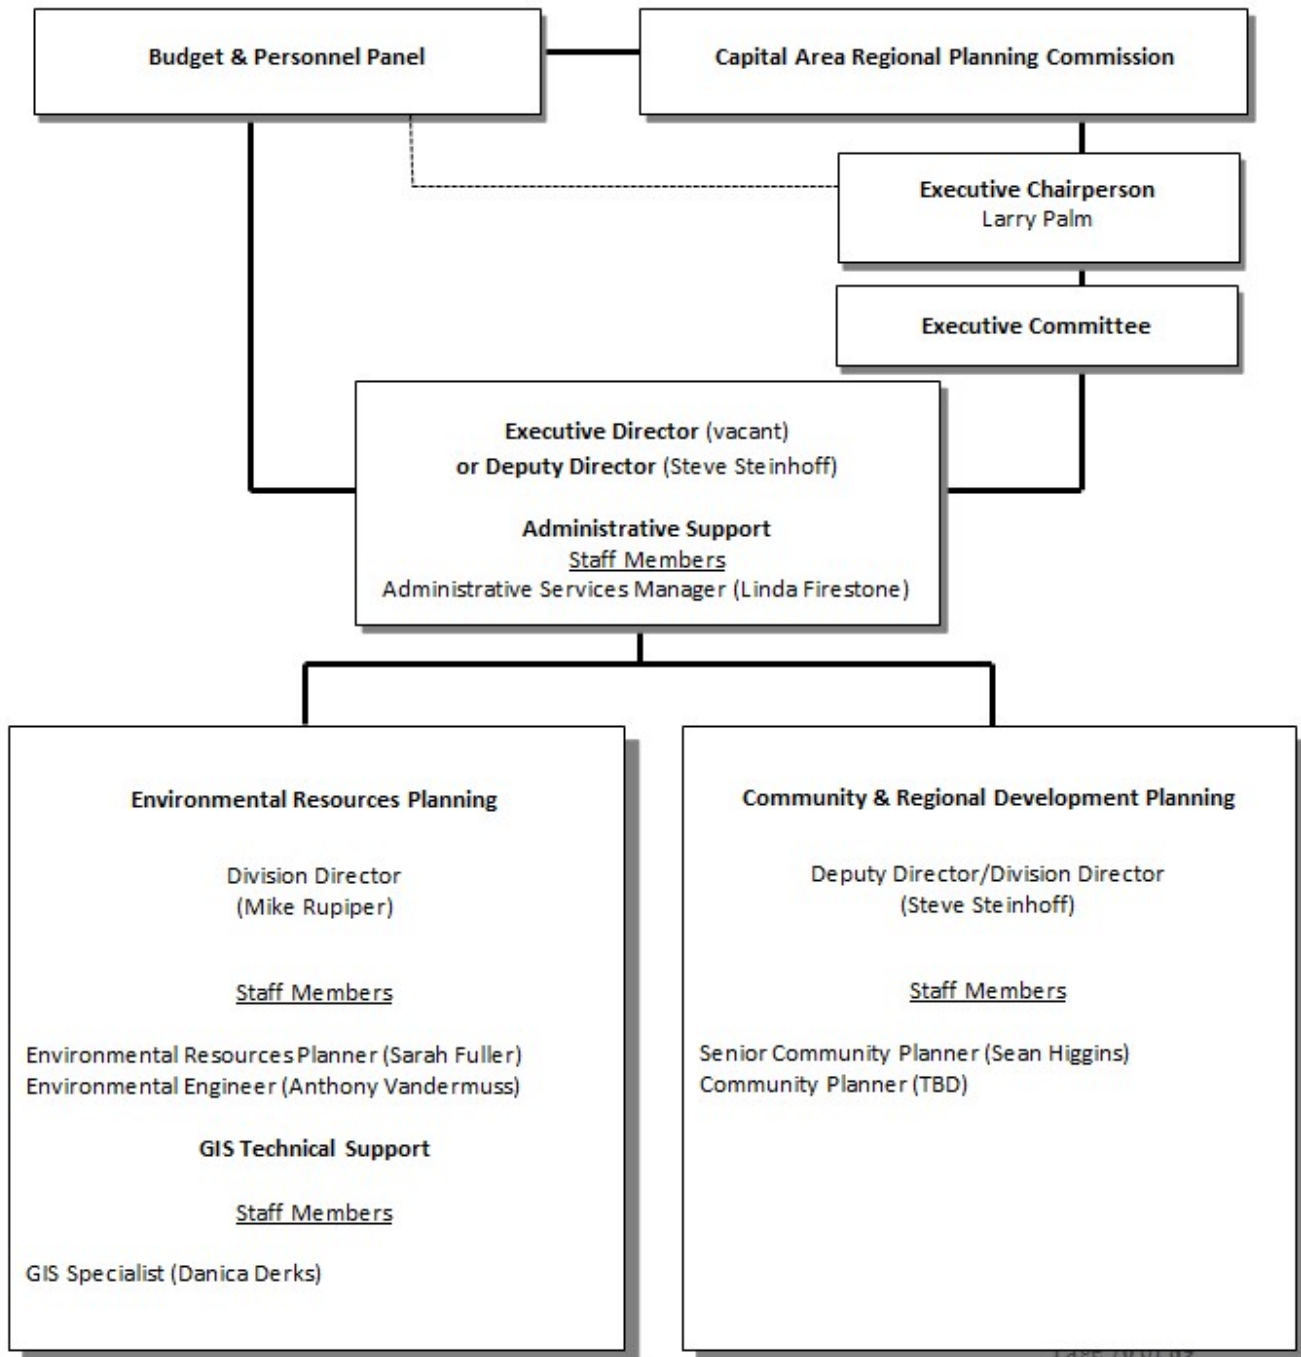 Budget & Personnel Panel
Capital Area Regional Planning Commission
Executive Chairperson
Larry Palm
Executive Committee
Executive Director (vacant)
or Deputy Director (Steve Steinhoff)
Administrative Support
Staff Members
Administrative Services Manager (Linda Firestone)
Environmental Resources Planning
Division Director
(Mike Rupiper)
Staff Members
Environmental Resources Planner (Sarah Fuller)
Environmental Engineer (Anthony Vandermuss)
GIS Technical Support
Staff Members
GIS Specialist (Danica Derks)
Community & Regional Development Planning
Deputy Director/Division Director
(Steve Steinhoff)
Staff Members
Senior Community Planner (Sean Higgins)
Community Planner (TBD)